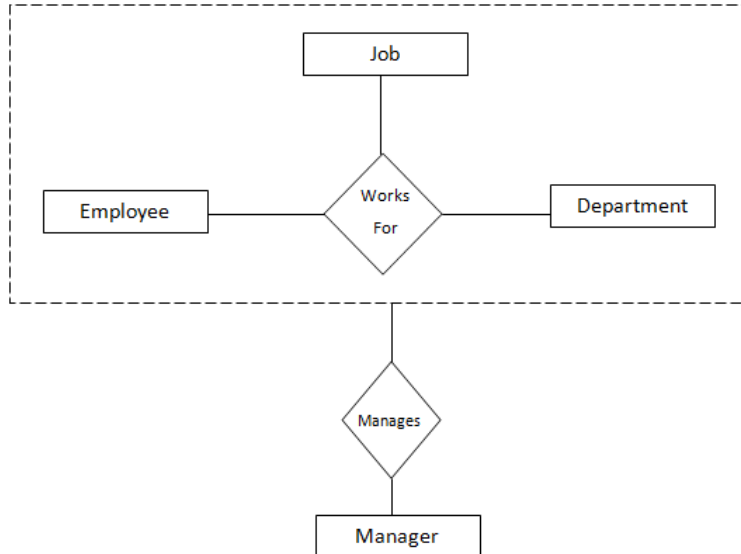 Job
Employee
Works
For
Department
Manages
Manager